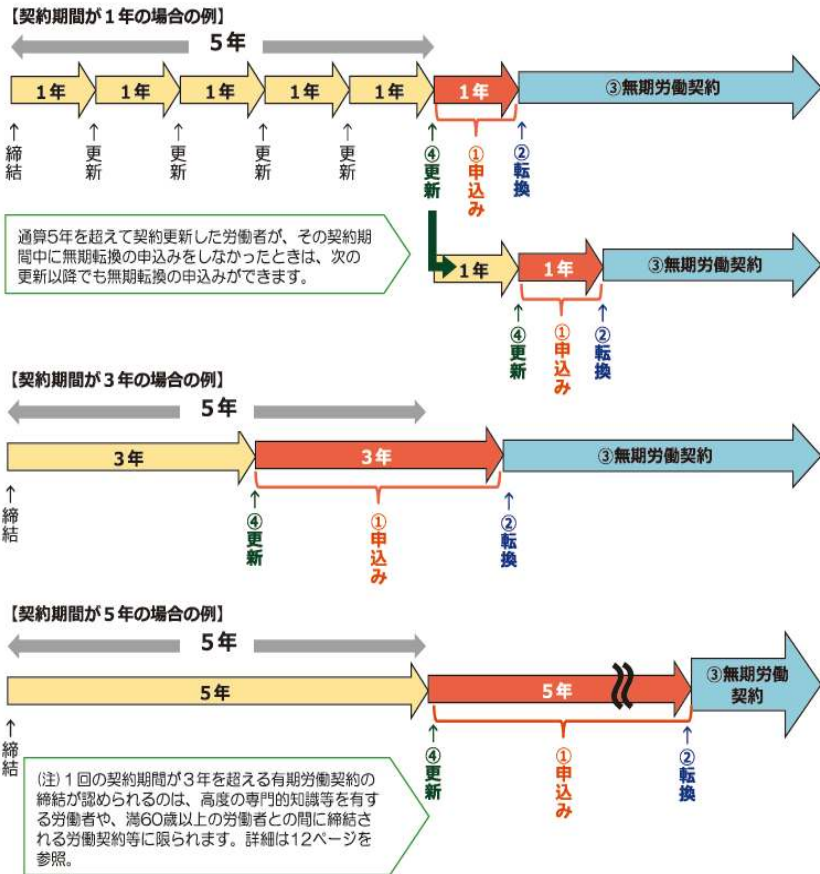 【契約期間が1年の場合の例】
5年
1年 1年 1年 1年 1年 1年 ③無期労働契約
↑締結 ↑更新 ↑更新 ↑更新 ↑更新 ↑④更新 ①申込み ↑②転換
通算5年を超えて契約更新した労働者が、その契約期
間中に無期転換の申込みをしなかったときは、次の
更新以降でも無期転換の申込みができます。
1年 1年 ③無期労働契約
↑④更新 ①申込み ↑②転換
【契約期間が3年の場合の例】
5年
3年 3年 ③無期労働契約
↑締結 ↑④更新 ①申込み ↑②転換
【契約期間が5年の場合の例】
5年
5年 5年 ③無期労働
契約
↑締結 ↑④更新 ①申込み ↑②転換
(注)1回の契約期間が3年を超える有期労働契約の
締結が認められるのは、高度の専門的知識等を有す
る労働者や、満60歳以上の労働者との間に締結さ
れる労働契約等に限られます。詳細は12ページを
参照。